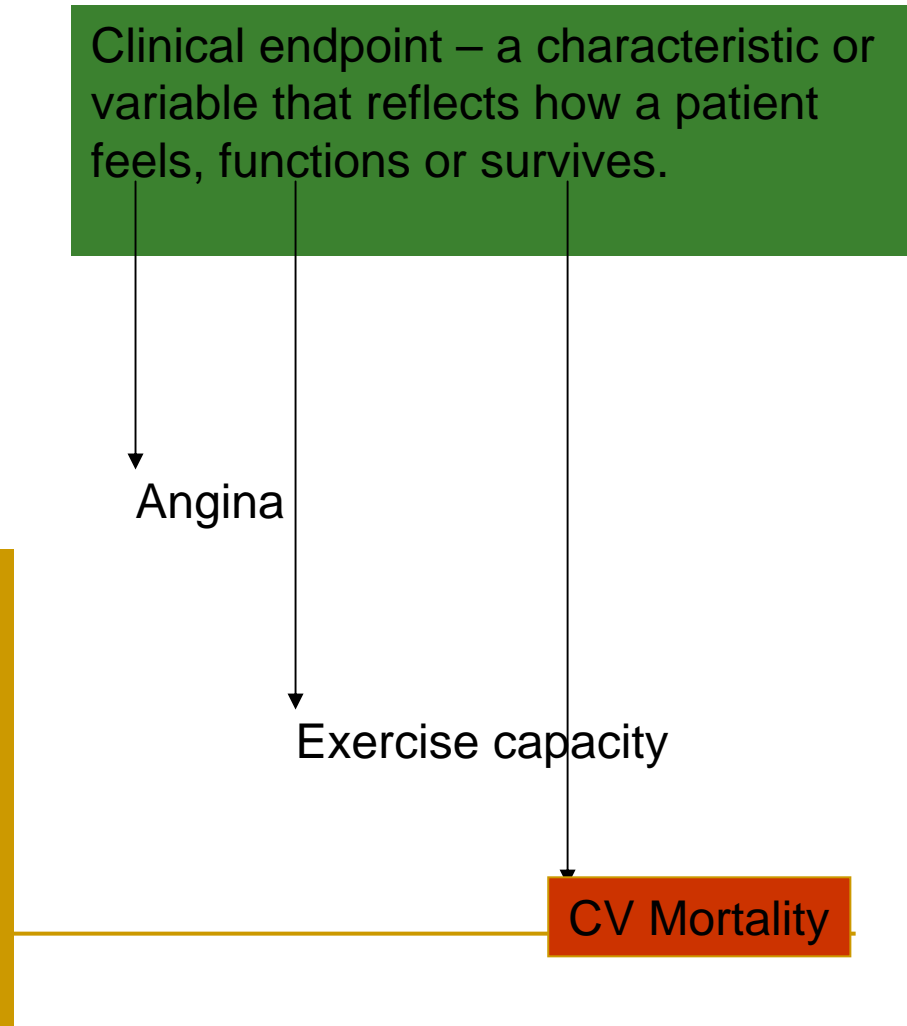 Clinical endpoint – a characteristic or
variable that reflects how a patient
feels, functions or survives.
Angina
Exercise capacity
CV Mortality